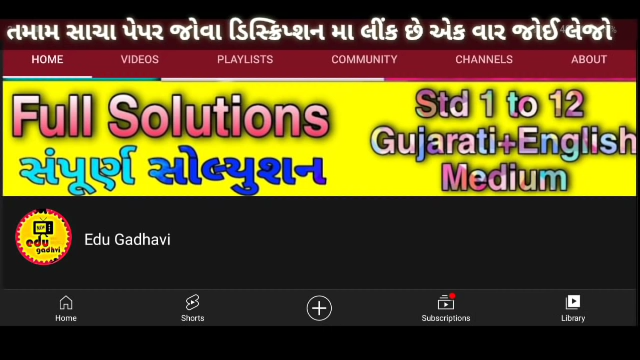 તમામ સાચા પેપર જોવા ડિસ્ક્રિપ્શન મા લીંક છે એક વાર જોઈ લેજો
HOME VIDEOS PLAYLISTS COMMUNITY CHANNELS ABOUT
Full Solutions
સંપૂર્ણ સોલ્યુશન
Std 1 to 12
Gujarati+English
Medium
edu
gadhvi
Edu Gadhavi
Home Shorts Subscriptions Library